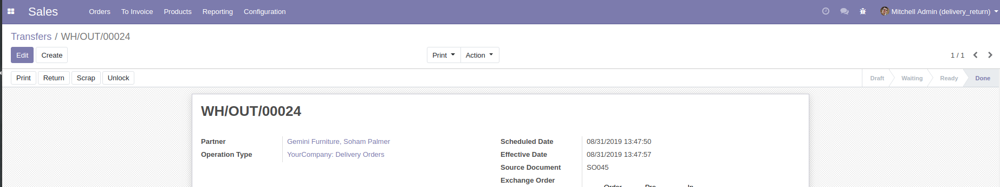 Sales Orders To Invoice Products Reporting Configuration Mitchell Admin (delivery_return)
Transfers / WH/OUT/00024
Edit Create Print Action 1 / 1
Print Return Scrap Unlock Draft Waiting Ready Done
WH/OUT/00024
Partner Gemini Furniture, Soham Palmer Scheduled Date 08/31/2019 13:47:50
Operation Type YourCompany: Delivery Orders Effective Date 08/31/2019 13:47:57
Source Document SO045
Exchange Order
Order Pro In